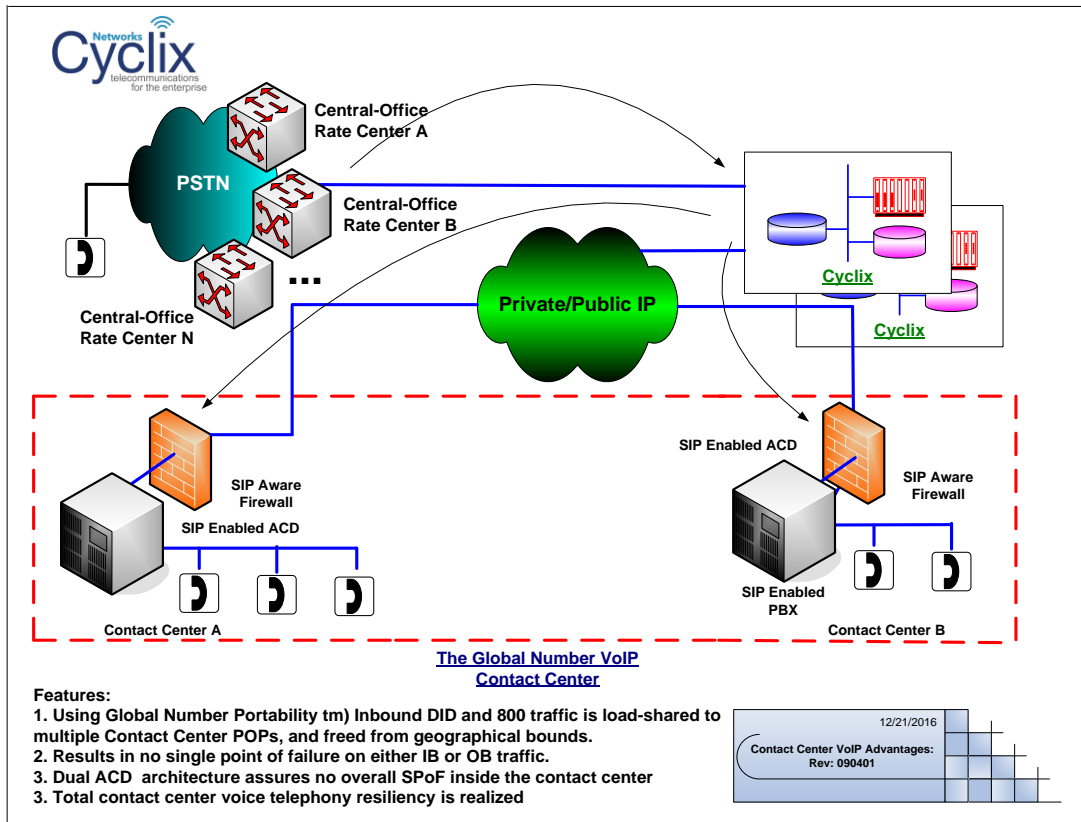 Networks
Cyclix
telecommunications
for the enterprise
Central-Office
Rate Center A
PSTN
Central-Office
Rate Center B
...
Central-Office
Rate Center N
Private/Public IP
Cyclix
Cyclix
SIP Aware
Firewall
SIP Enabled ACD
Contact Center A
SIP Enabled ACD
SIP Aware
Firewall
SIP Enabled
PBX
Contact Center B
The Global Number VoIP
Contact Center
Features:
1. Using Global Number Portability tm) Inbound DID and 800 traffic is load-shared to
multiple Contact Center POPs, and freed from geographical bounds.
2. Results in no single point of failure on either IB or OB traffic.
3. Dual ACD  architecture assures no overall SPoF inside the contact center
3. Total contact center voice telephony resiliency is realized
12/21/2016
Contact Center VoIP Advantages:
Rev: 090401